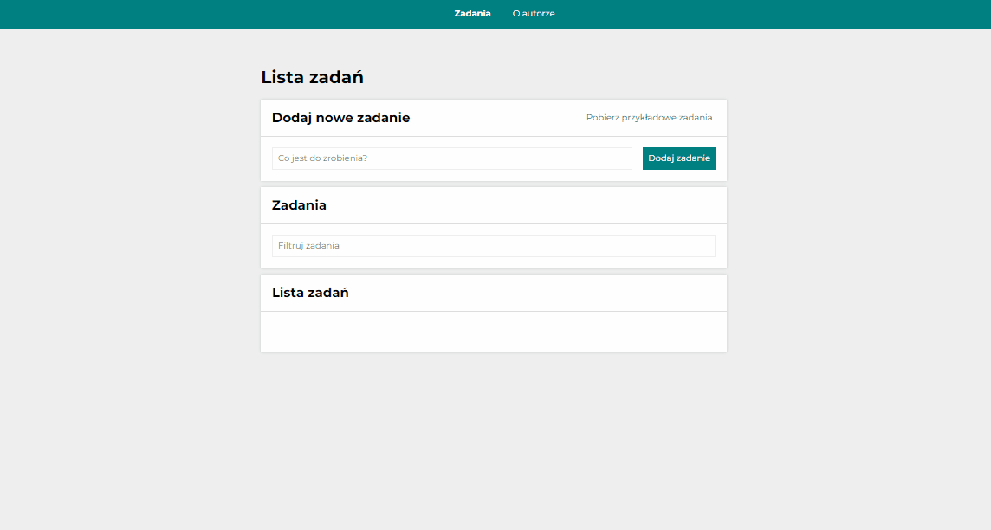 Zadania O autorze
Lista zadań
Dodaj nowe zadanie Pobierz przykładowe zadania
Co jest do zrobienia? Dodaj zadanie
Zadania
Filtruj zadania
Lista zadań